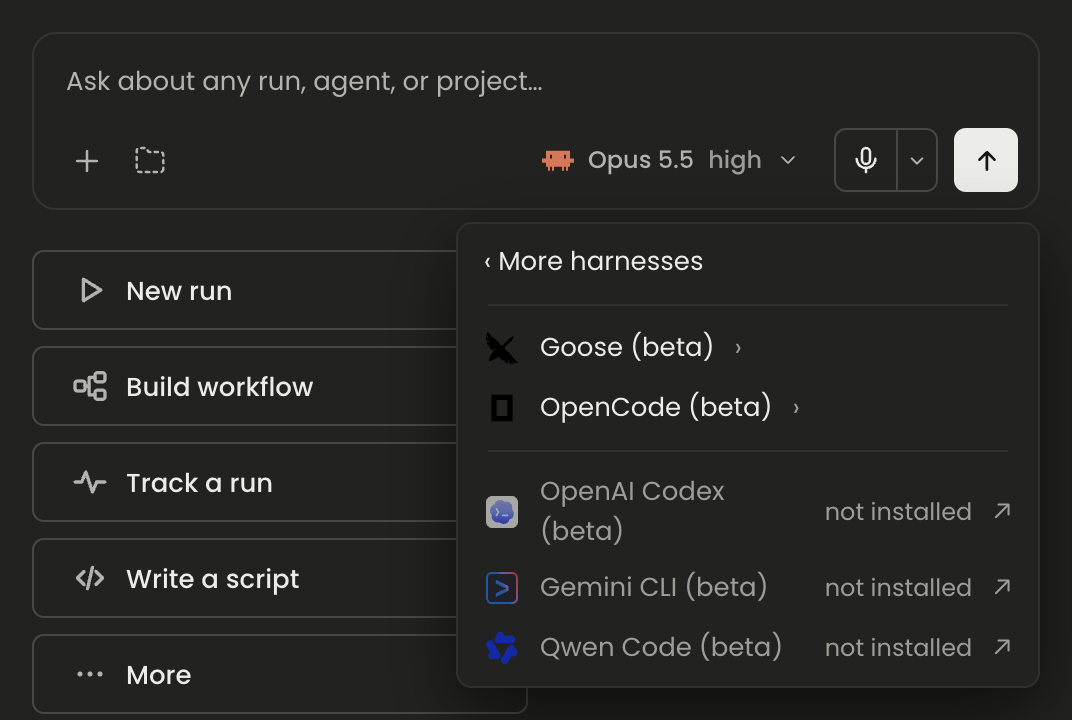 Ask about any run, agent, or project...
Opus 5.5 high
‹ More harnesses
New run
Goose (beta) ›
Build workflow
OpenCode (beta) ›
Track a run
OpenAI Codex
(beta)
not installed
Write a script
Gemini CLI (beta) not installed
Qwen Code (beta) not installed
More